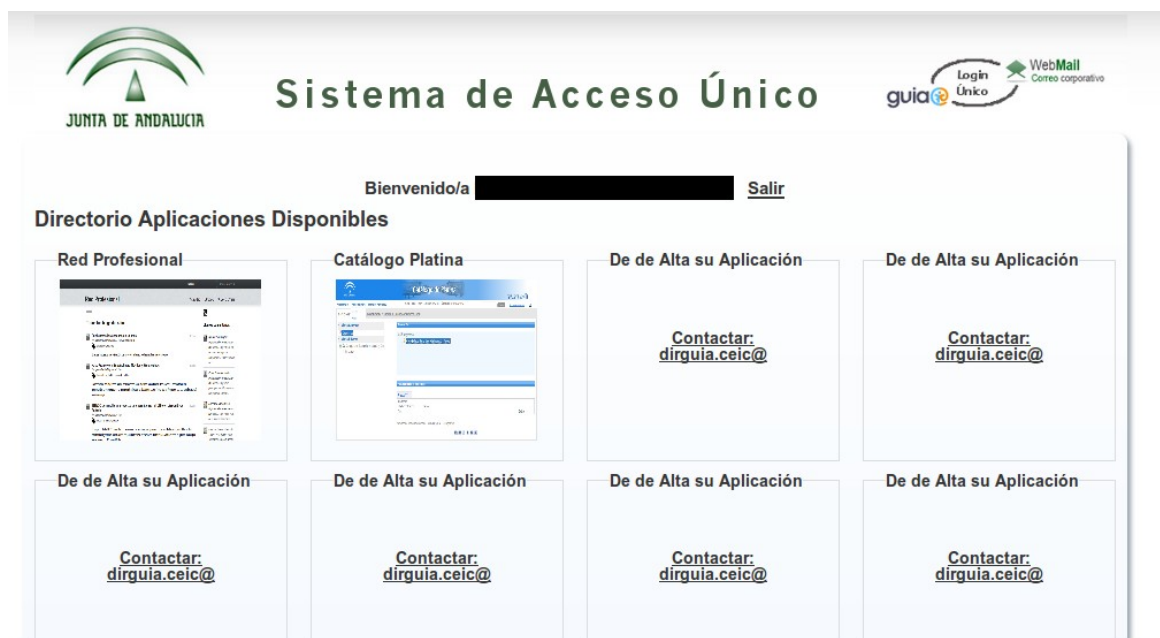 JUNTA DE ANDALUCIA
Sistema de Acceso Único
guia@
Login
Único
WebMail
Correo corporativo
Bienvenido/a
Salir
Directorio Aplicaciones Disponibles
Red Profesional
Catálogo Platina
De de Alta su Aplicación
De de Alta su Aplicación
Contactar:
dirguia.ceic@
Contactar:
dirguia.ceic@
De de Alta su Aplicación
De de Alta su Aplicación
De de Alta su Aplicación
De de Alta su Aplicación
Contactar:
dirguia.ceic@
Contactar:
dirguia.ceic@
Contactar:
dirguia.ceic@
Contactar:
dirguia.ceic@